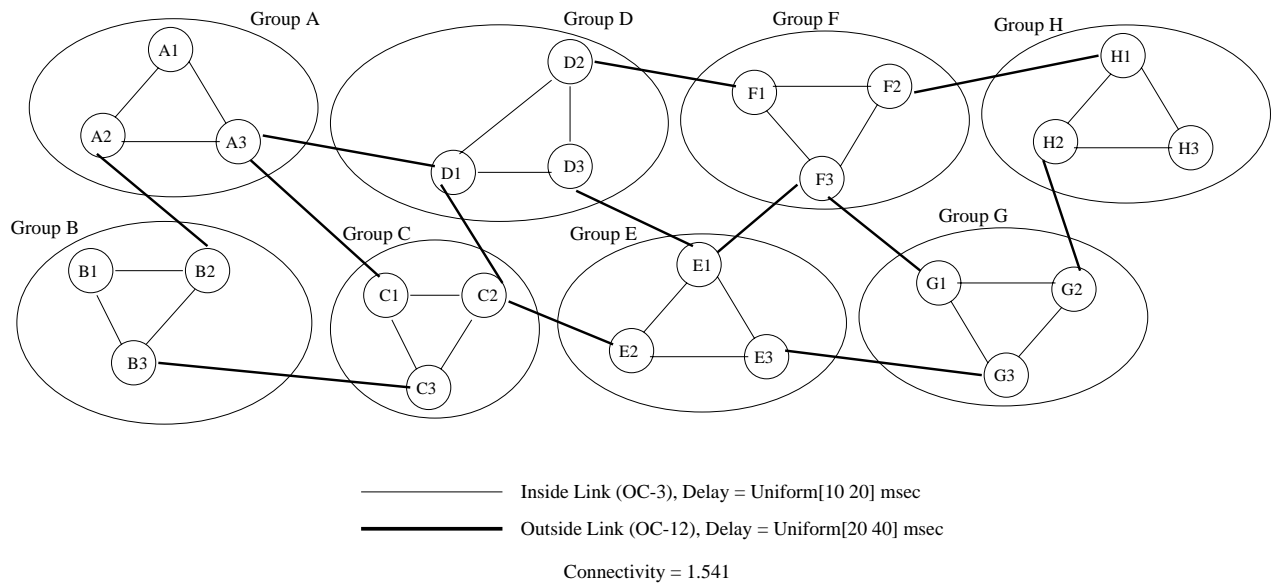 Group A
Group D
Group F
Group H
A1
D2
H1
F1
F2
A2
A3
H2
H3
D1
D3
F3
Group B
Group C
Group E
Group G
B1
B2
E1
C1
C2
G1
G2
B3
E2
E3
C3
G3
Inside Link (OC-3), Delay = Uniform[10 20] msec
Outside Link (OC-12), Delay = Uniform[20 40] msec
Connectivity = 1.541